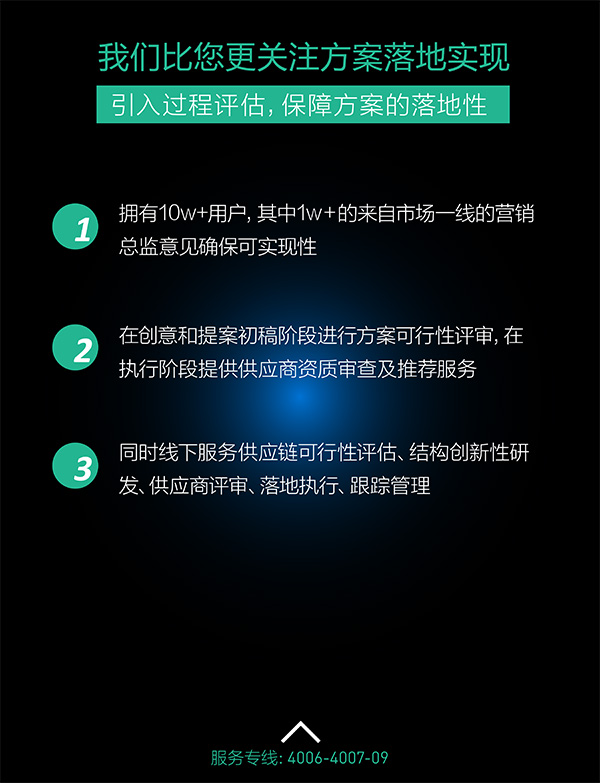 我们比您更关注方案落地实现
引入过程评估，保障方案的落地性
1
拥有10w+用户，其中1w+的来自市场一线的营销
总监意见确保可实现性
2
在创意和提案初稿阶段进行方案可行性评审，在
执行阶段提供供应商资质审查及推荐服务
3
同时线下服务供应链可行性评估、结构创新性研
发、供应商评审、落地执行、跟踪管理
服务专线: 4006-4007-09